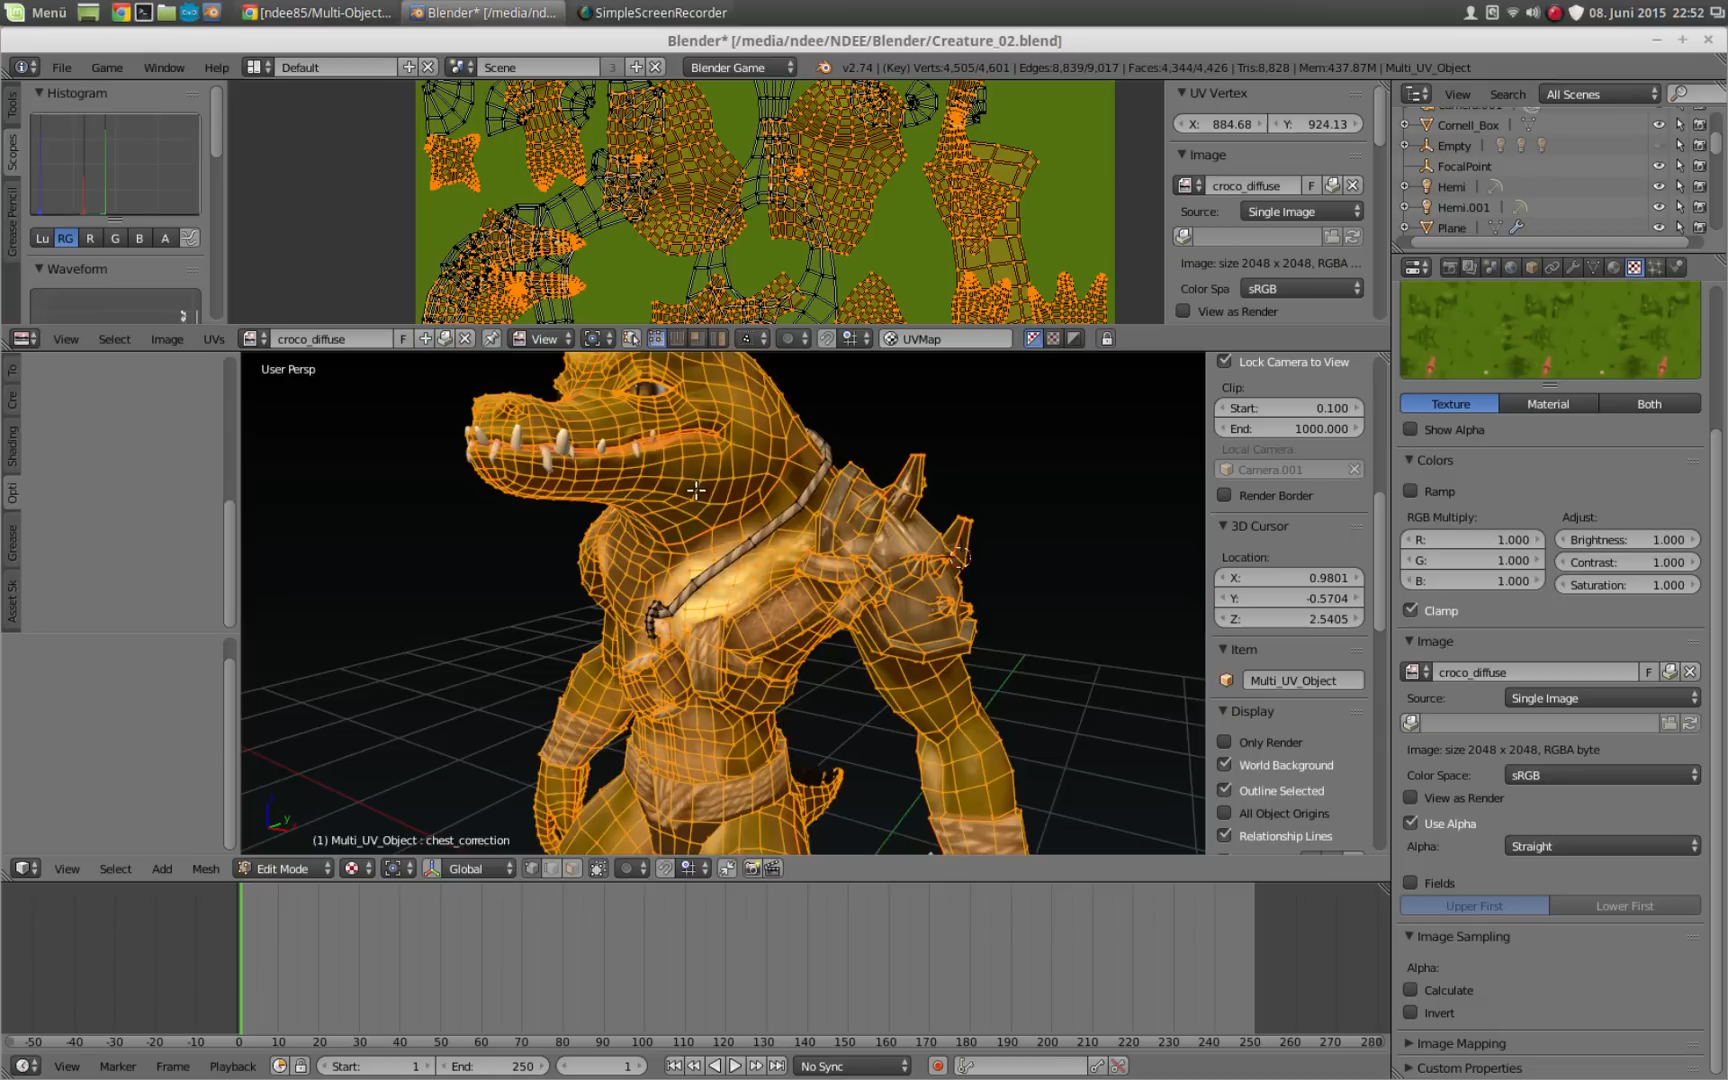 Menü
[ndee85/Multi-Object...
Blender* [/media/nd...
SimpleScreenRecorder
08. Juni 2015 22:52
Blender* [/media/ndee/NDEE/Blender/Creature_02.blend]
File Game Window Help
Default
Scene
3
Blender Game
v2.74 | (Key) Verts:4,505/4,601 | Edges:8,839/9,017 | Faces:4,344/4,426 | Tris:8,828 | Mem:437.87M | Multi_UV_Object
Tools
Scopes
Grease Pencil
Histogram
Lu RG R G B A
Waveform
UV Vertex
X: 884.68
Y: 924.13
Image
croco_diffuse F
Source: Single Image
Image: size 2048 x 2048, RGBA ...
Color Spa sRGB
View as Render
View Search All Scenes
Cornell_Box
Empty
FocalPoint
Hemi
Hemi.001
Plane
View Select Image UVs
croco_diffuse F
View
UVMap
To
Cre
Shading
Opti
Grease
Asset Sk
User Persp
(1) Multi_UV_Object : chest_correction
Lock Camera to View
Clip:
Start: 0.100
End: 1000.000
Local Camera:
Camera.001
Render Border
3D Cursor
Location:
X: 0.9801
Y: -0.5704
Z: 2.5405
Item
Multi_UV_Object
Display
Only Render
World Background
Outline Selected
All Object Origins
Relationship Lines
Texture Material Both
Show Alpha
Colors
Ramp
RGB Multiply:
Adjust:
R: 1.000
Brightness: 1.000
G: 1.000
Contrast: 1.000
B: 1.000
Saturation: 1.000
Clamp
Image
croco_diffuse F
Source: Single Image
Image: size 2048 x 2048, RGBA byte
Color Space: sRGB
View as Render
Use Alpha
Alpha: Straight
Fields
Upper First Lower First
Image Sampling
Alpha:
Calculate
Invert
Image Mapping
Custom Properties
View Select Add Mesh
Edit Mode
Global
-50 -40 -30 -20 -10 0 10 20 30 40 50 60 70 80 90 100 110 120 130 140 150 160 170 180 190 200 210 220 230 240 250 260 270 280
View Marker Frame Playback
Start: 1
End: 250
1
No Sync